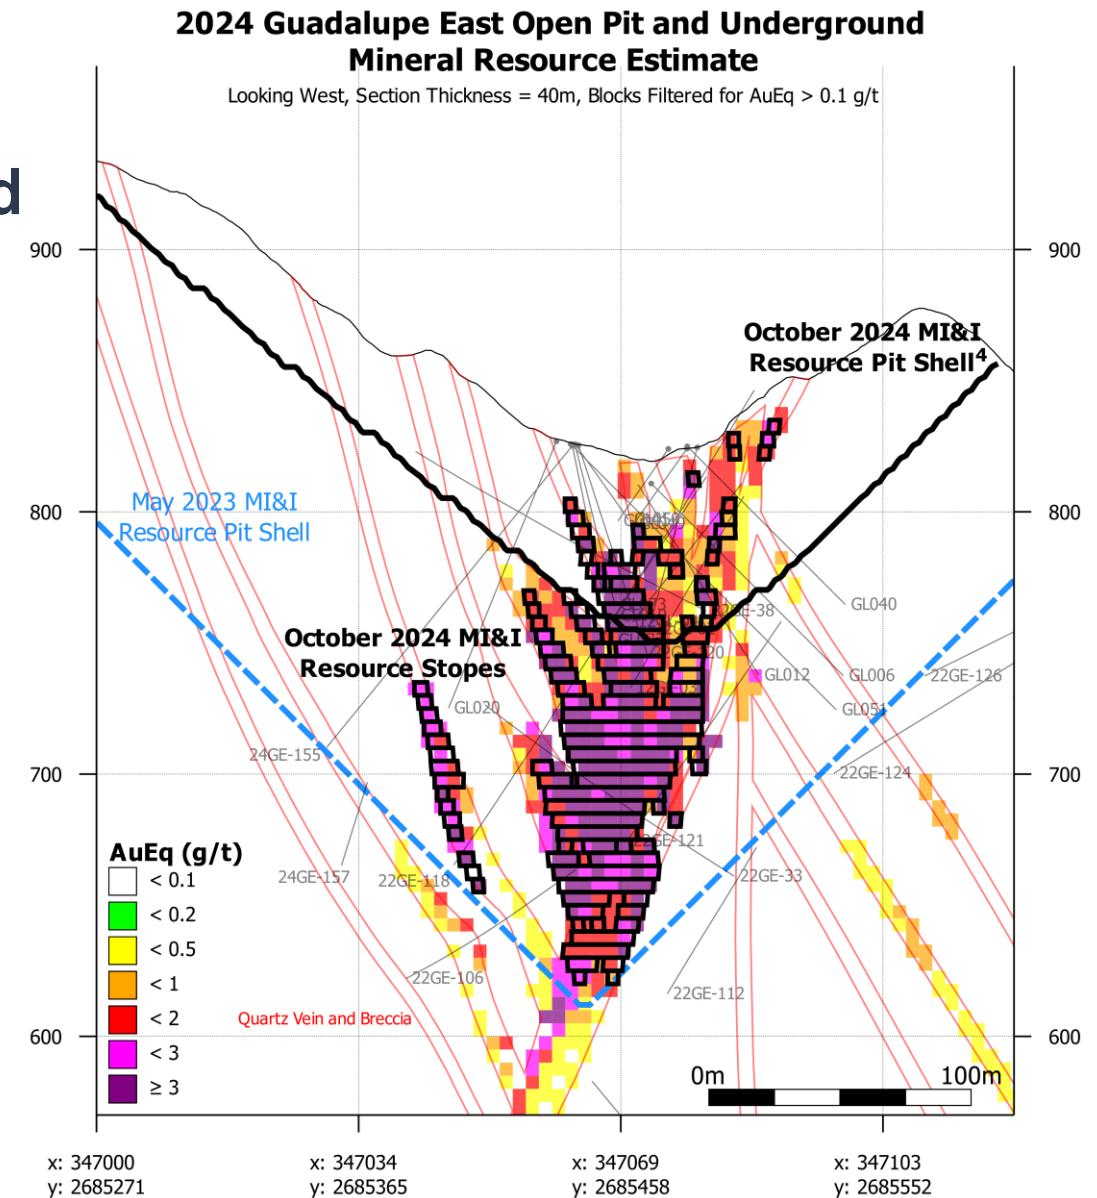 2024 Guadalupe East Open Pit and Underground
Mineral Resource Estimate
Looking West, Section Thickness = 40m, Blocks Filtered for AuEq > 0.1 g/t
d
900
900
October 2024 MI&I
Resource Pit Shell4
May 2023 MI&I
Resource Pit Shell
800
800
GL040
22GE-38
October 2024 MI&I
Resource Stopes
GL012
GL006
22GE-126
GL020
GL051
24GE-155
700
700
22GE-124
22GE-121
AuEq (g/t)
24GE-157
22GE-118
22GE-33
< 0.1
< 0.2
< 0.5
< 1
< 2
< 3
≥ 3
22GE-106
22GE-112
Quartz Vein and Breccia
600
600
0m
100m
x: 347000
y: 2685271
x: 347034
y: 2685365
x: 347069
y: 2685458
x: 347103
y: 2685552